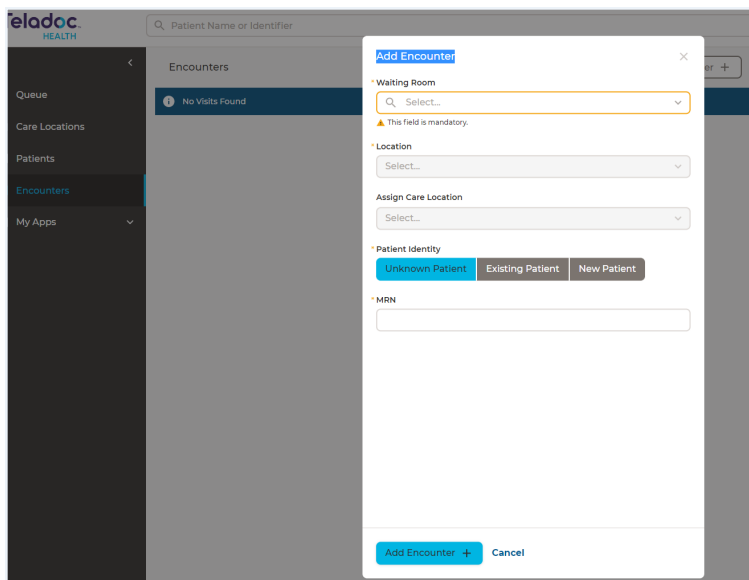 Teladoc
HEALTH
Patient Name or Identifier
Queue
Care Locations
Patients
Encounters
My Apps
Encounters
No Visits Found
er +
Add Encounter
* Waiting Room
Select...
This field is mandatory.
* Location
Select...
Assign Care Location
Select...
* Patient Identity
Unknown Patient Existing Patient New Patient
* MRN
Add Encounter + Cancel